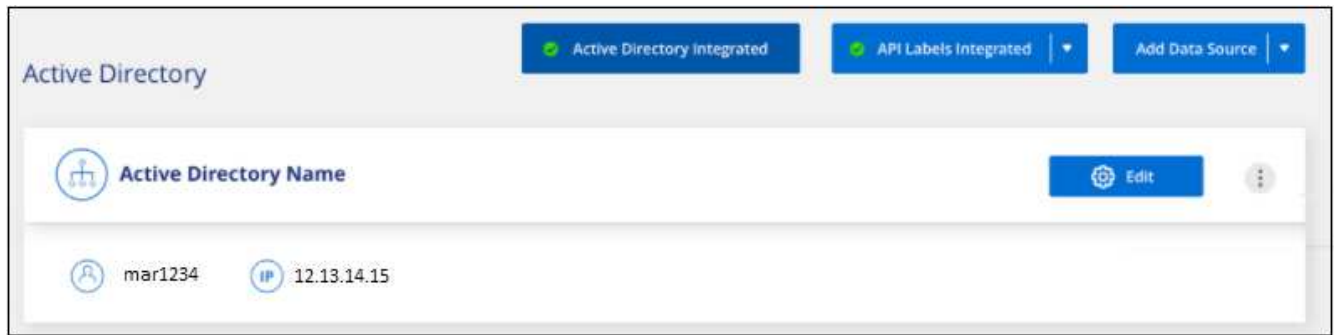 Active Directory Integrated
API Labels Integrated
Add Data Source
Active Directory
Active Directory Name
Edit
mar1234
IP
12.13.14.15